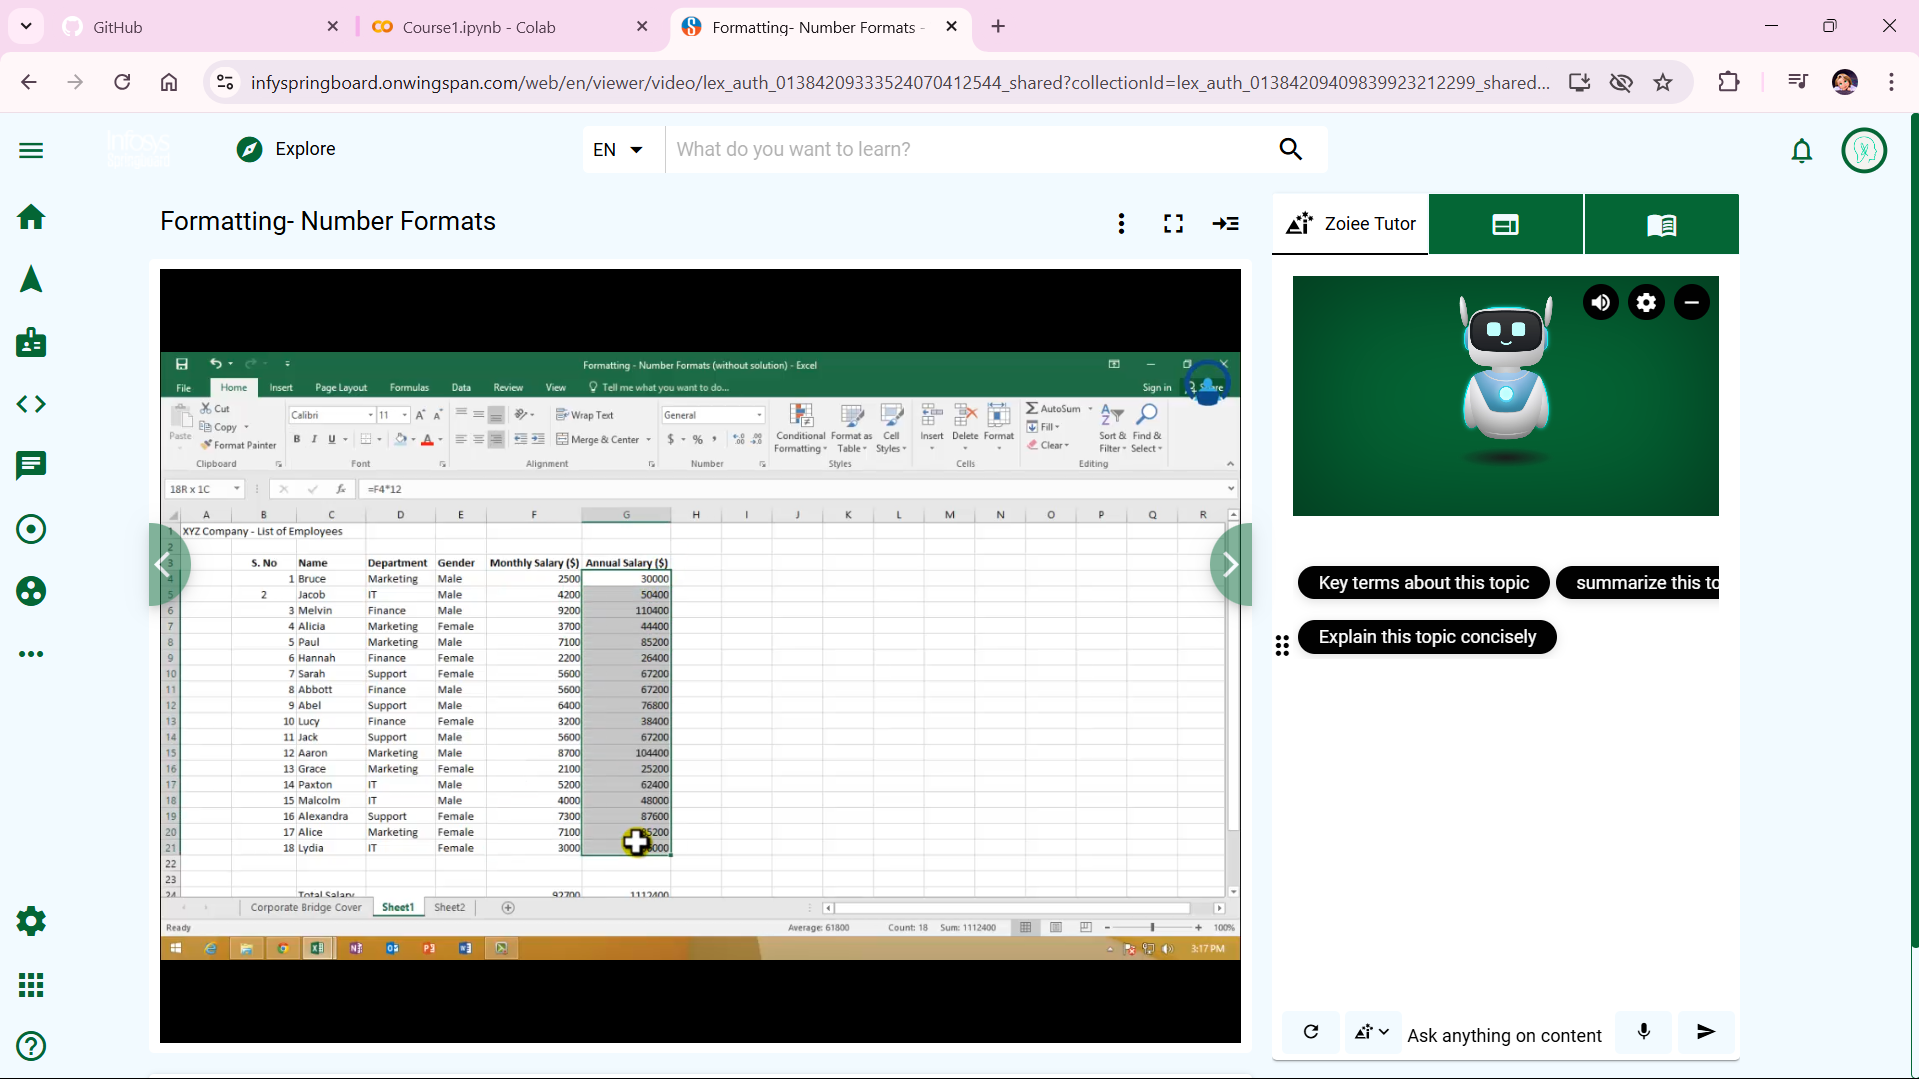 GitHub
Course1.ipynb - Colab
Formatting- Number Formats -
infyspringboard.onwingspan.com/web/en/viewer/video/lex_auth_01384209333524070412544_shared?collectionId=lex_auth_01384209409839923212299_shared...
Infosys
Springboard
Explore
EN
What do you want to learn?
Formatting- Number Formats
Zoiee Tutor
Formatting - Number Formats (without solution) - Excel
File Home Insert Page Layout Formulas Data Review View Tell me what you want to do... Sign in
Cut
Copy
Format Painter
Paste
Calibri 11
B I U
Wrap Text
Merge & Center
General
$ % ,
Conditional Formatting
Format as Table
Cell Styles
Insert Delete Format
AutoSum
Fill
Clear
Sort & Filter
Find & Select
Clipboard Font Alignment Number Styles Cells Editing
18R x 1C fx =F4*12
A B C D E F G H I J K L M N O P Q R
1 XYZ Company - List of Employees
2
3 S. No Name Department Gender Monthly Salary ($) Annual Salary ($)
4 1 Bruce Marketing Male 2500 30000
5 2 Jacob IT Male 4200 50400
6 3 Melvin Finance Male 9200 110400
7 4 Alicia Marketing Female 3700 44400
8 5 Paul Marketing Male 7100 85200
9 6 Hannah Finance Female 2200 26400
10 7 Sarah Support Female 5600 67200
11 8 Abbott Finance Male 5600 67200
12 9 Abel Support Male 6400 76800
13 10 Lucy Finance Female 3200 38400
14 11 Jack Support Male 5600 67200
15 12 Aaron Marketing Male 8700 104400
16 13 Grace Marketing Female 2100 25200
17 14 Paxton IT Male 5200 62400
18 15 Malcolm IT Male 4000 48000
19 16 Alexandra Support Female 7300 87600
20 17 Alice Marketing Female 7100 5200
21 18 Lydia IT Female 3000 000
22
23
24 Total Salary 92700 1112400
Corporate Bridge Cover Sheet1 Sheet2
Ready Average: 61800 Count: 18 Sum: 1112400 100%
3:17 PM
Key terms about this topic
summarize this to
Explain this topic concisely
Ask anything on content